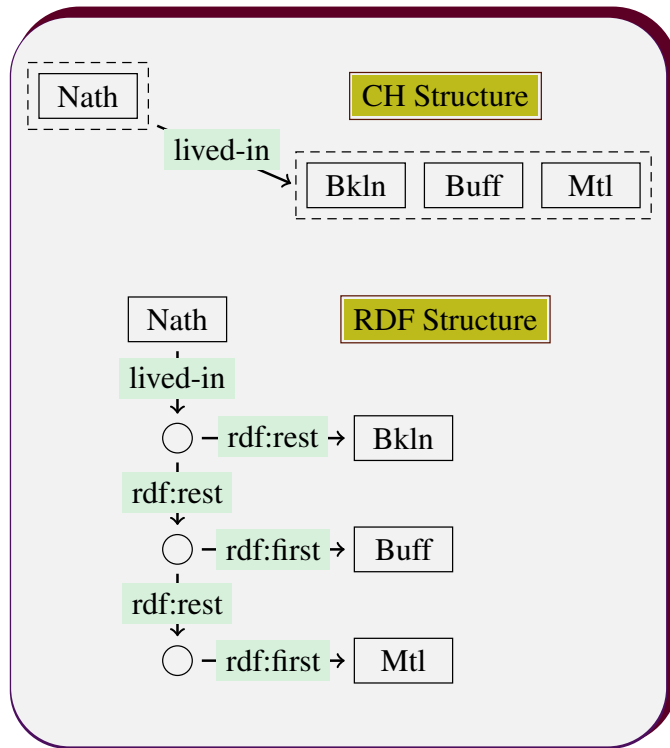 Nath
CH Structure
lived-in
Bkln Buff Mtl
Nath
RDF Structure
lived-in
rdf:rest Bkln
rdf:rest
rdf:first Buff
rdf:rest
rdf:first Mtl